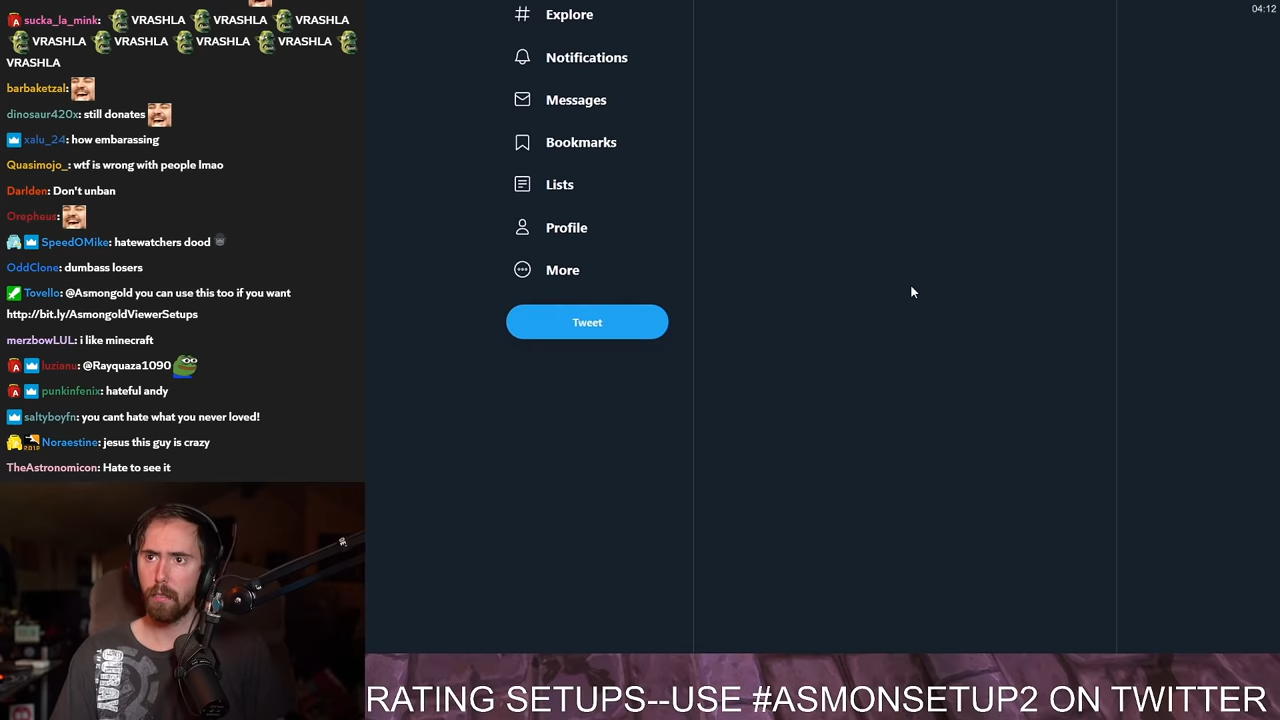 sucka_la_mink: VRASHLA VRASHLA VRASHLA
VRASHLA VRASHLA VRASHLA VRASHLA
VRASHLA
barbaketzal:
dinosaur420x: still donates
xalu_24: how embarassing
Quasimojo_: wtf is wrong with people lmao
Darlden: Don't unban
Orepheus:
SpeedOMike: hatewatchers dood
OddClone: dumbass losers
Tovello: @Asmongold you can use this too if you want
http://bit.ly/AsmongoldViewerSetups
merzbowLUL: i like minecraft
luzianu: @Rayquaza1090
punkinfenix: hateful andy
saltyboyfn: you cant hate what you never loved!
Noraestine: jesus this guy is crazy
TheAstronomicon: Hate to see it
04:12
Explore
Notifications
Messages
Bookmarks
Lists
Profile
More
Tweet
RATING SETUPS--USE #ASMONSETUP2 ON TWITTER